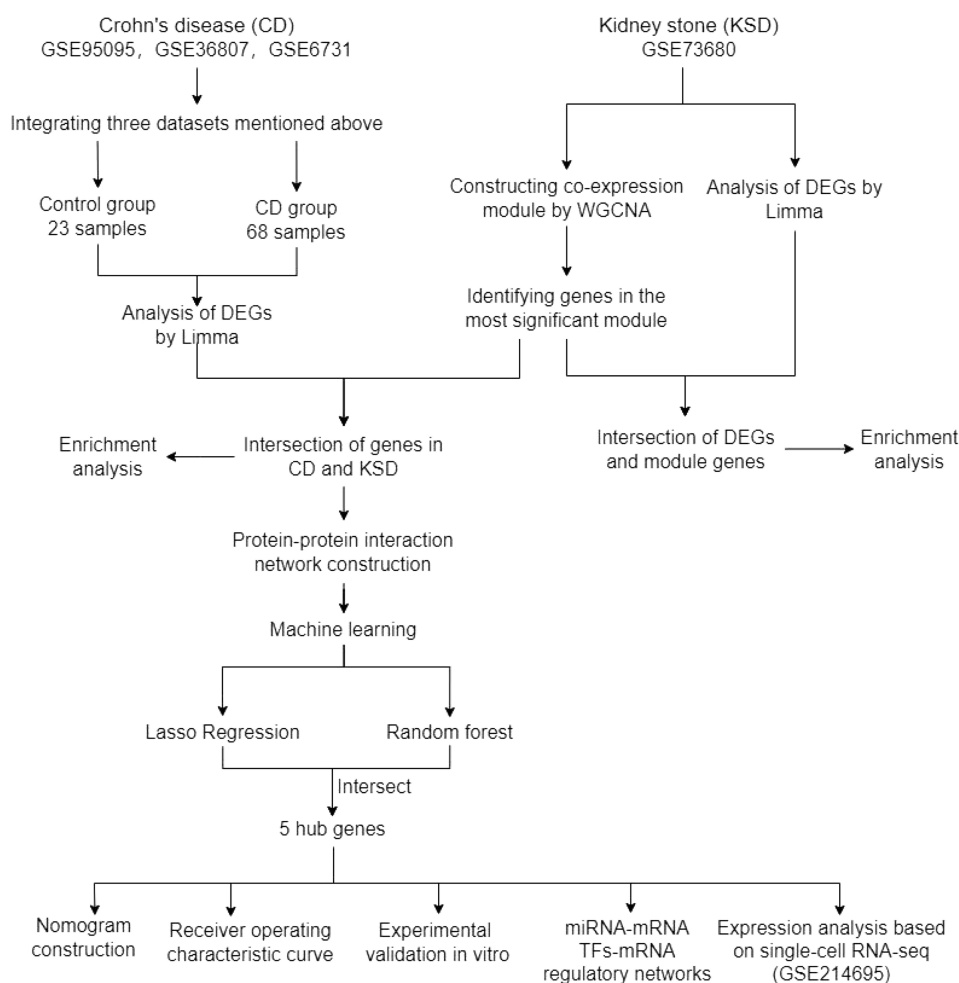 Crohn's disease (CD)
GSE95095，GSE36807，GSE6731
Kidney stone (KSD)
GSE73680
Integrating three datasets mentioned above
Control group
23 samples
CD group
68 samples
Constructing co-expression
module by WGCNA
Analysis of DEGs by
Limma
Analysis of DEGs
by Limma
Identifying genes in the
most significant module
Enrichment
analysis
Intersection of genes in
CD and KSD
Intersection of DEGs
and module genes
Enrichment
analysis
Protein-protein interaction
network construction
Machine learning
Lasso Regression
Random forest
Intersect
5 hub genes
Nomogram
construction
Receiver operating
characteristic curve
Experimental
validation in vitro
miRNA-mRNA
TFs-mRNA
regulatory networks
Expression analysis based
on single-cell RNA-seq
(GSE214695)